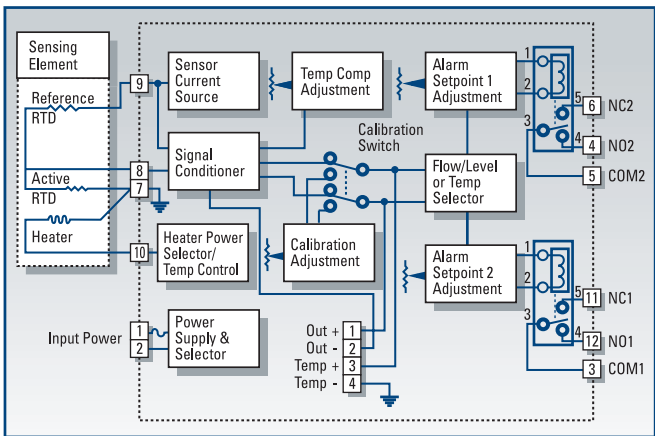 Sensing
Element
Reference
RTD
Active
RTD
Heater
9
8
7
10
Sensor
Current
Source
Temp Comp
Adjustment
Alarm
Setpoint 1
Adjustment
1
2
3
5
4
6 NC2
4 NO2
5 COM2
Signal
Conditioner
Calibration
Switch
Flow/Level
or Temp
Selector
Heater Power
Selector/
Temp Control
Calibration
Adjustment
Alarm
Setpoint 2
Adjustment
1
2
3
5
4
11 NC1
12 NO1
3 COM1
Input Power
1
2
Power
Supply &
Selector
Out + 1
Out - 2
Temp + 3
Temp - 4